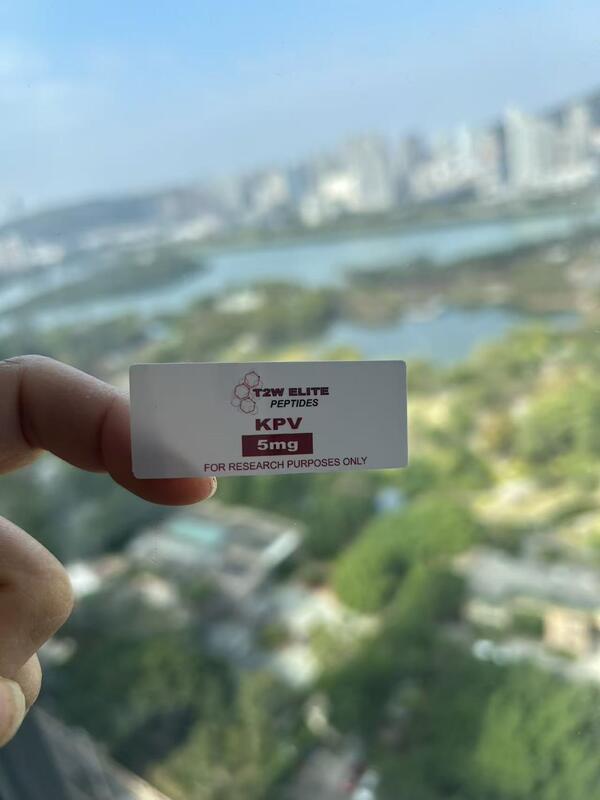 T2W ELITE
PEPTIDES
KPV
5mg
FOR RESEARCH PURPOSES ONLY